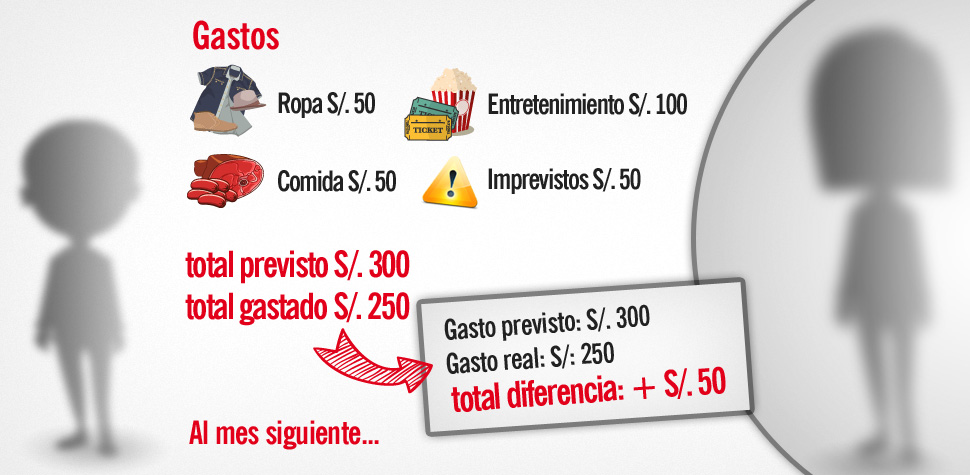 Gastos
Ropa S/. 50
Entretenimiento S/. 100
TICKET
Comida S/. 50
Imprevistos S/. 50
total previsto S/. 300
total gastado S/. 250
Gasto previsto: S/. 300
Gasto real: S/: 250
total diferencia: + S/. 50
Al mes siguiente...